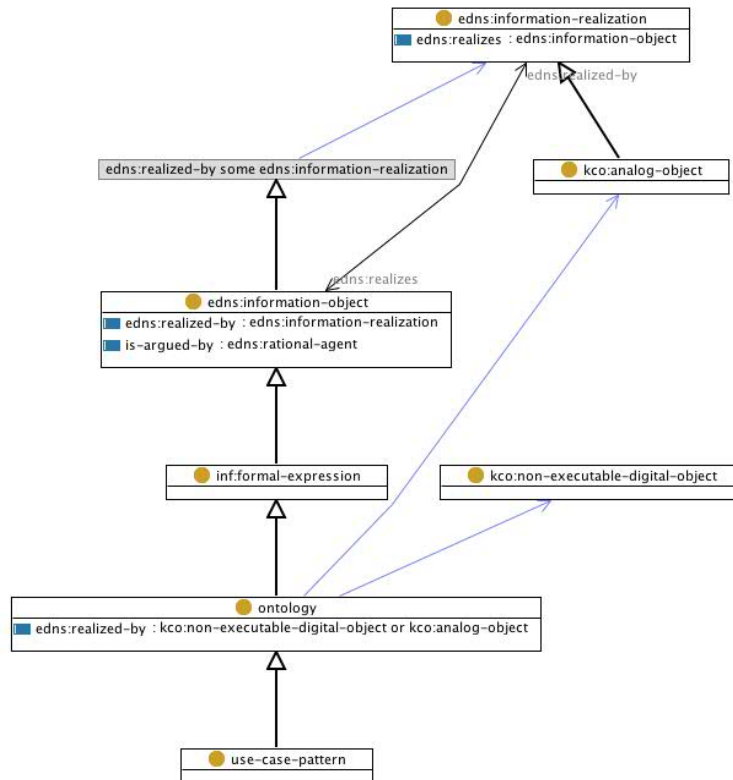 edns:information-realization
edns:realizes : edns:information-object
edns:realized-by
edns:realized-by some edns:information-realization
kco:analog-object
edns:realizes
edns:information-object
edns:realized-by : edns:information-realization
is-argued-by : edns:rational-agent
inf:formal-expression
kco:non-executable-digital-object
ontology
edns:realized-by : kco:non-executable-digital-object or kco:analog-object
use-case-pattern